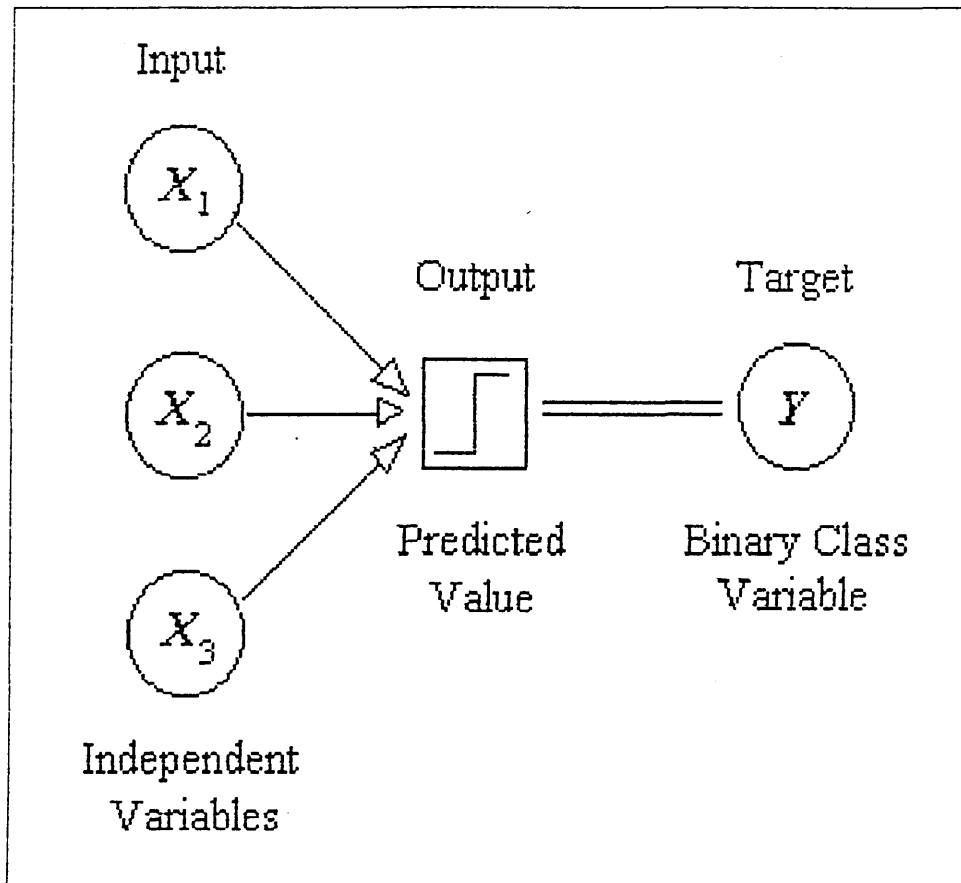 Input
X₁
Output
Target
X₂
Y
Predicted
Value
Binary Class
Variable
X₃
Independent
Variables